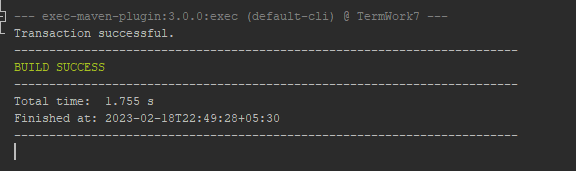 --- exec-maven-plugin:3.0.0:exec (default-cli) @ TermWork7 ---
Transaction successful.
------------------------------------------------------------------------
BUILD SUCCESS
------------------------------------------------------------------------
Total time:  1.755 s
Finished at: 2023-02-18T22:49:28+05:30
------------------------------------------------------------------------